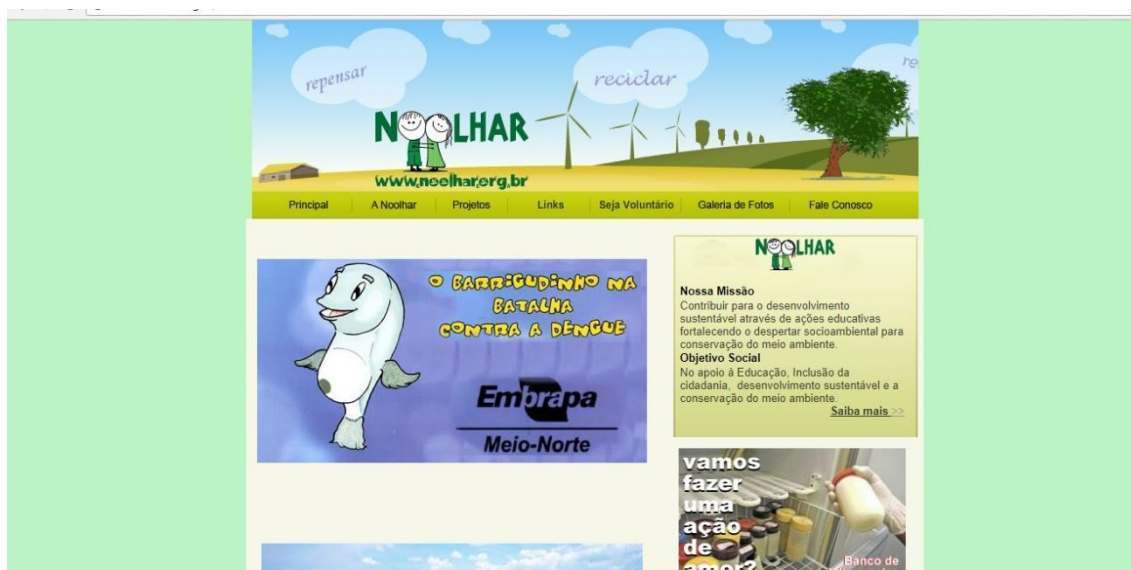 repensar
reciclar
re
NOOLHAR
www.noolhar.org.br
Principal
A Noolhar
Projetos
Links
Seja Voluntário
Galeria de Fotos
Fale Conosco
O BARRIGUDINHO NA
BATALHA
CONTRA A DENGUE
Embrapa
Meio-Norte
NOOLHAR
Nossa Missão
Contribuir para o desenvolvimento
sustentável através de ações educativas
fortalecendo o despertar socioambiental para
conservação do meio ambiente.
Objetivo Social
No apoio à Educação, Inclusão da
cidadania, desenvolvimento sustentável e a
conservação do meio ambiente.
Saiba mais >>
vamos
fazer
uma
ação
de
amor?
Banco de